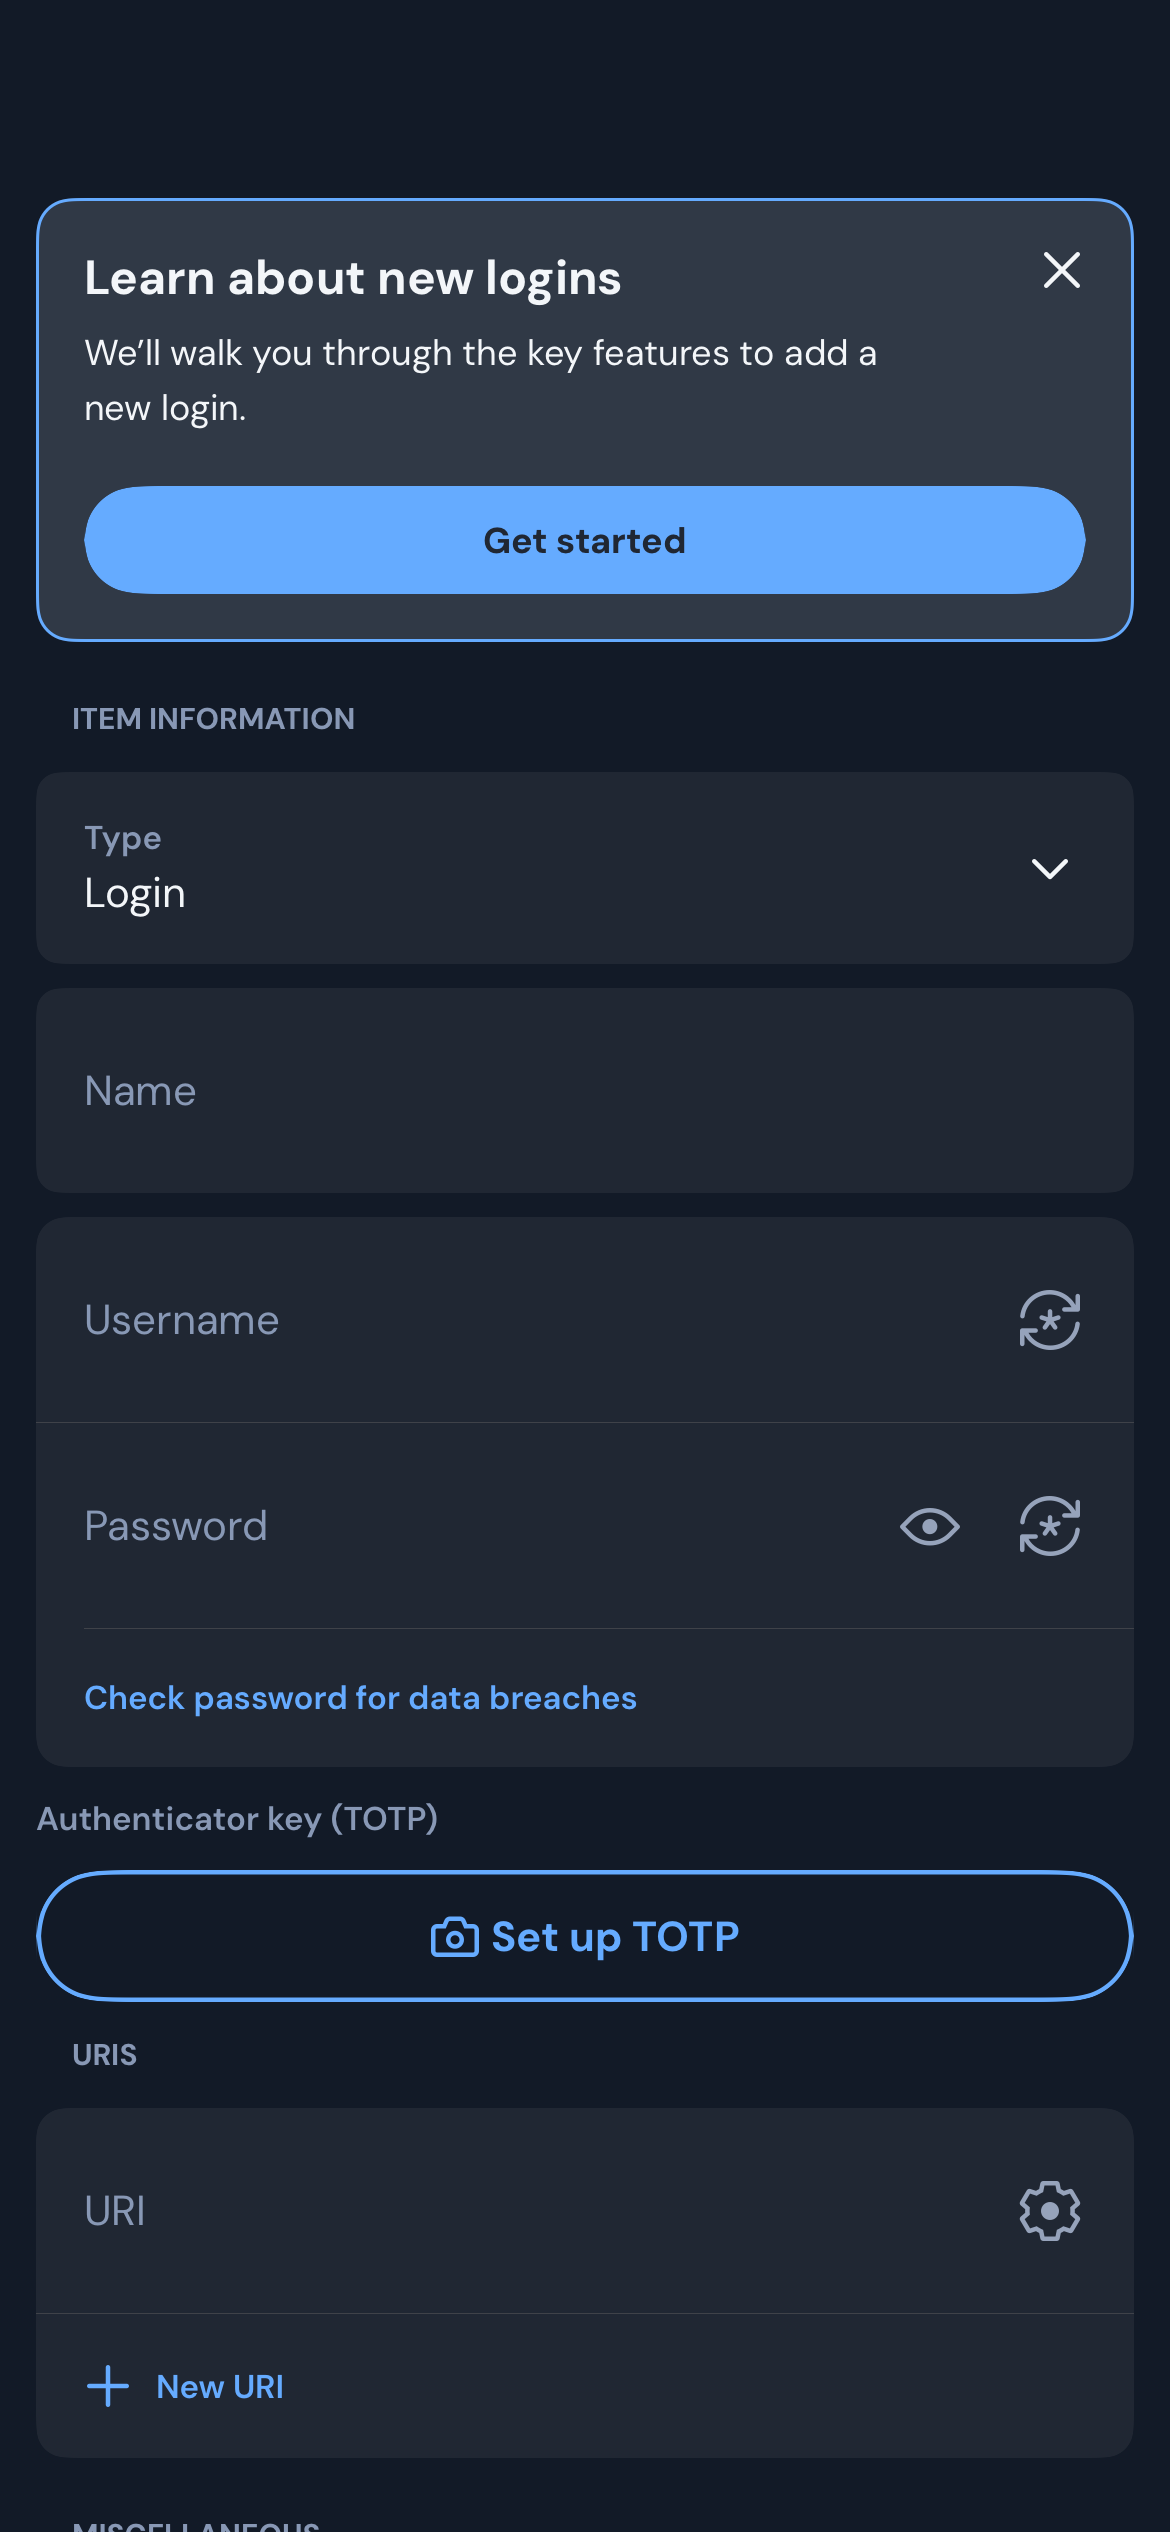 Learn about new logins
We’ll walk you through the key features to add a
new login.
Get started
ITEM INFORMATION
Type
Login
Name
Username
Password
Check password for data breaches
Authenticator key (TOTP)
Set up TOTP
URIS
URI
New URI
MISCELLANEOUS